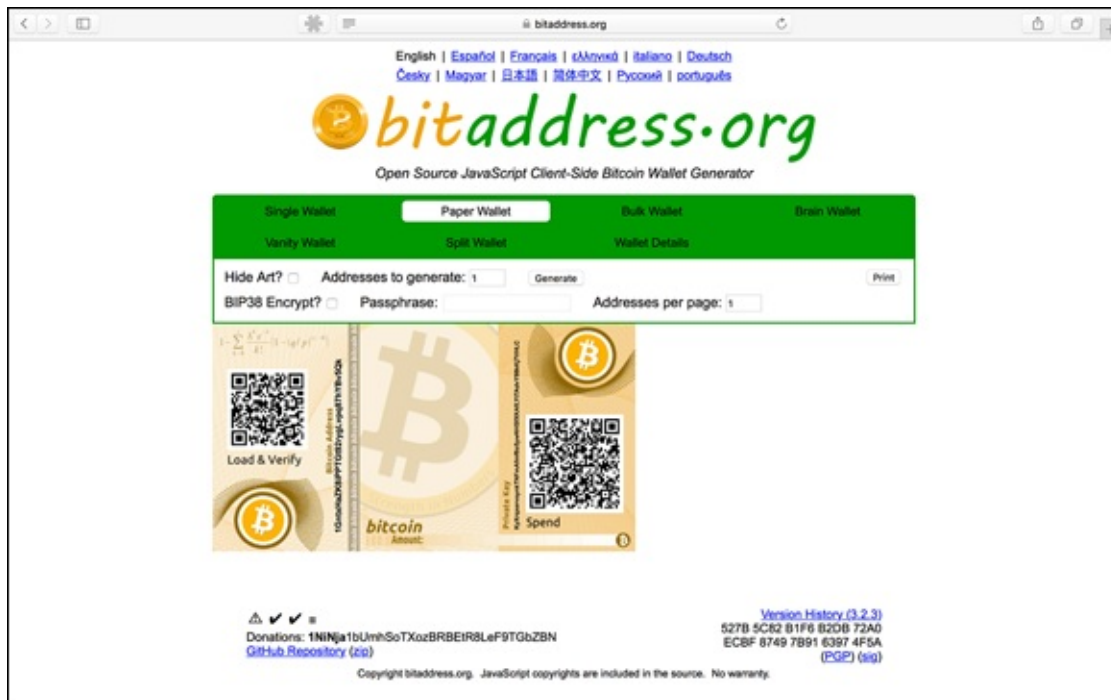 bitaddress.org
English | Español | Français | ελληνικά | italiano | Deutsch
Česky | Magyar | 日本語 | 简体中文 | Русский | português
bitaddress.org
Open Source JavaScript Client-Side Bitcoin Wallet Generator
Single Wallet Paper Wallet Bulk Wallet Brain Wallet
Vanity Wallet Split Wallet Wallet Details
Hide Art? Addresses to generate: 1 Generate Print
BIP38 Encrypt? Passphrase: Addresses per page: 1
Bitcoin Address
Load & Verify
bitcoin
Amount:
Private Key
Spend
Donations: 1NiNja1bUmhSoTXozBRBEtR8LeF9TGbZBN
GitHub Repository (zip)
Version History (3.2.3)
527B 5C82 B1F6 B2DB 72A0
ECBF 8749 7B91 6397 4F5A
(PGP) (sig)
Copyright bitaddress.org. JavaScript copyrights are included in the source. No warranty.